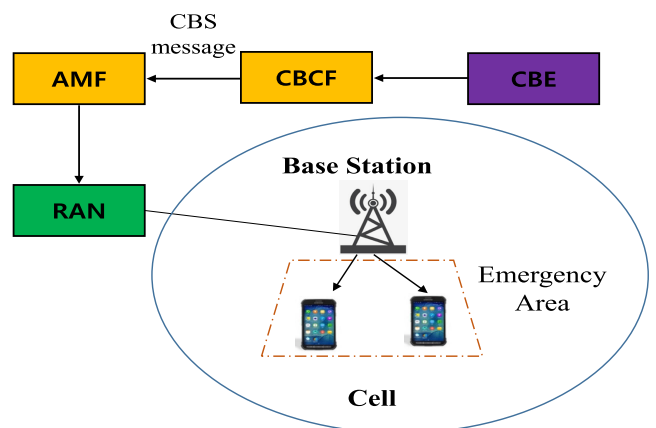 CBS
message
AMF
CBCF
CBE
Base Station
RAN
Emergency
Area
Cell